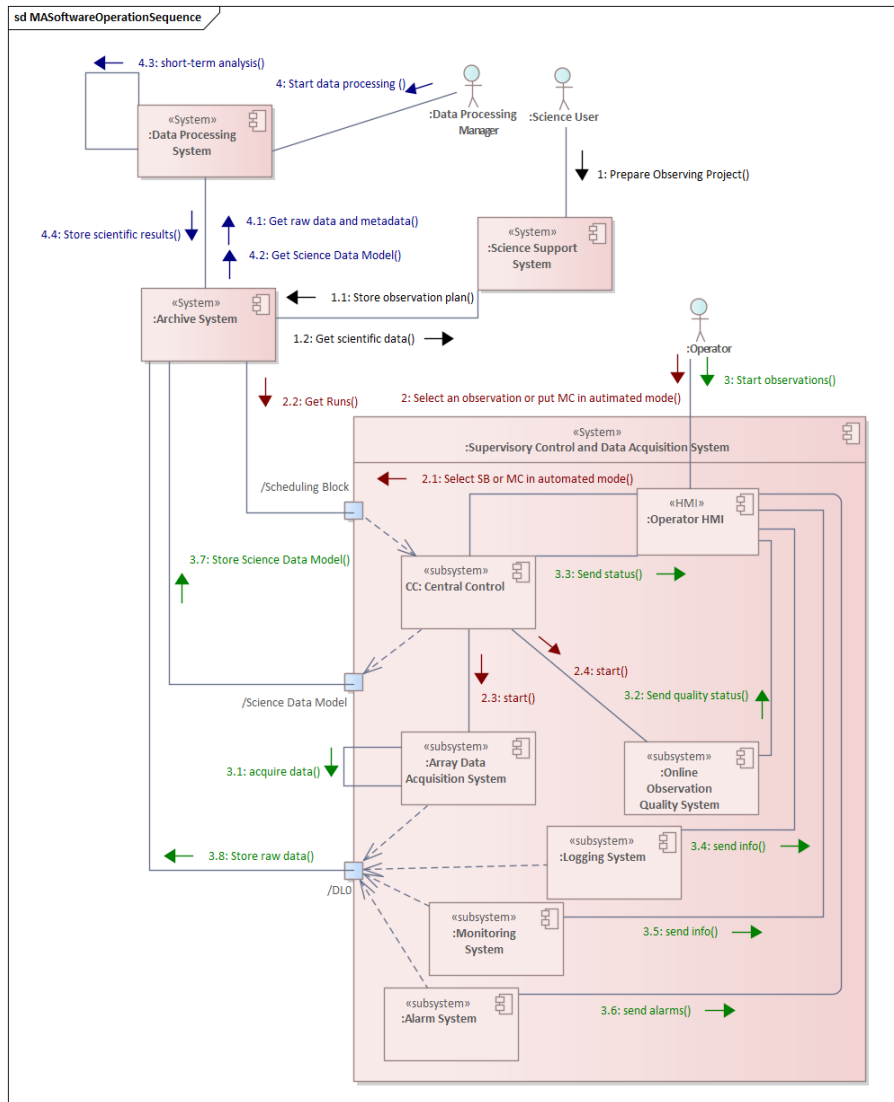 sd MASoftwareOperationSequence
4.3: short-term analysis()
4: Start data processing ()
:Data Processing
Manager
:Science User
«System»
:Data Processing
System
1: Prepare Observing Project()
4.4: Store scientific results()
4.1: Get raw data and metadata()
4.2: Get Science Data Model()
«System»
:Science Support
System
«System»
:Archive System
1.1: Store observation plan()
1.2: Get scientific data()
:Operator
3: Start observations()
2.2: Get Runs()
2: Select an observation or put MC in autimated mode()
«System»
:Supervisory Control and Data Acquisition System
/Scheduling Block
2.1: Select SB or MC in automated mode()
«HMI»
:Operator HMI
3.7: Store Science Data Model()
«subsystem»
CC: Central Control
3.3: Send status()
2.4: start()
2.3: start()
3.2: Send quality status()
/Science Data Model
«subsystem»
:Array Data
Acquisition System
3.1: acquire data()
«subsystem»
:Online
Observation
Quality System
3.8: Store raw data()
«subsystem»
:Logging System
3.4: send info()
/DL0
«subsystem»
:Monitoring
System
3.5: send info()
«subsystem»
:Alarm System
3.6: send alarms()